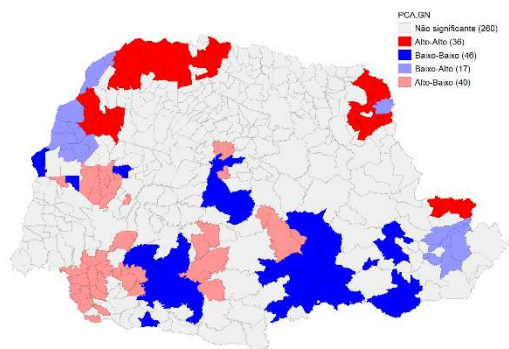 PCA.GN
Não significante (260)
Alto-Alto (36)
Baixo-Baixo (46)
Baixo-Alto (17)
Alto-Baixo (40)